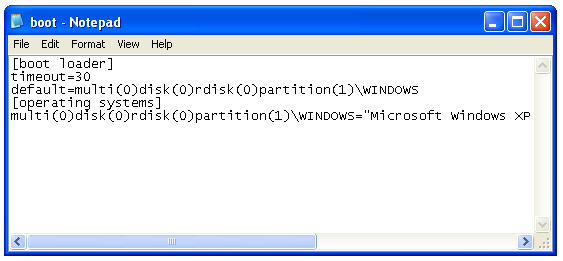 boot - Notepad
File Edit Format View Help
[boot loader]
timeout=30
default=multi(0)disk(0)rdisk(0)partition(1)\WINDOWS
[operating systems]
multi(0)disk(0)rdisk(0)partition(1)\WINDOWS="Microsoft Windows XP